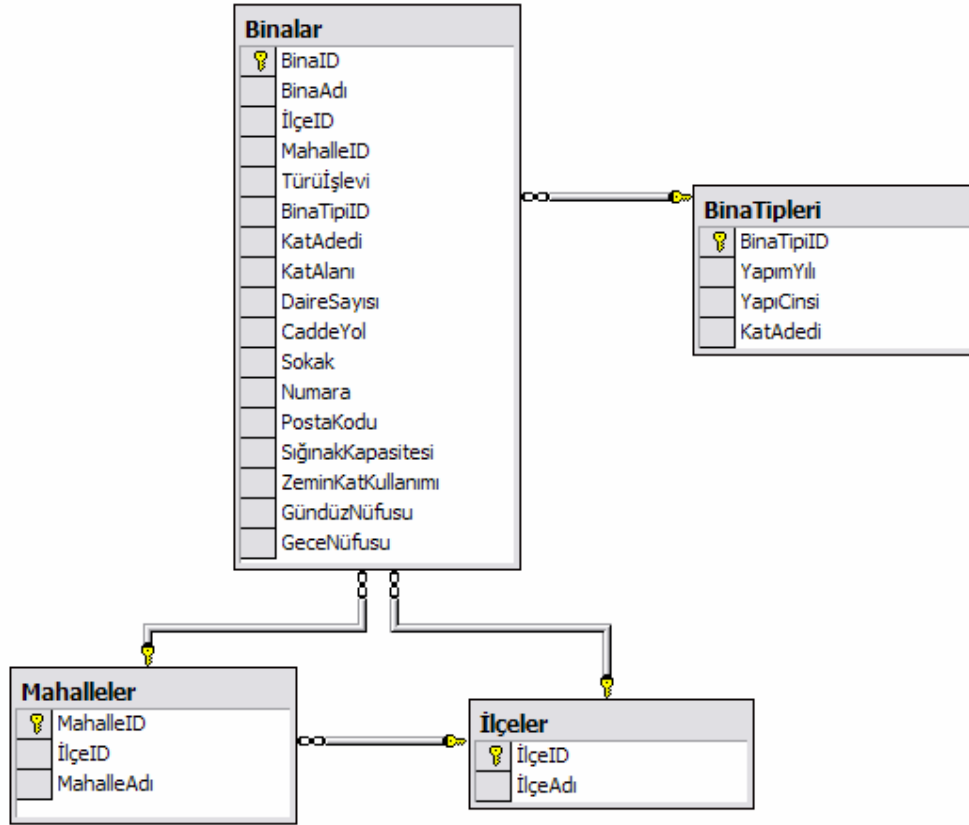 Binalar
BinaID
BinaAdı
İlçeID
MahalleID
Türüİşlevi
BinaTipiID
KatAdedi
KatAlanı
DaireSayısı
CaddeYol
Sokak
Numara
PostaKodu
SığınakKapasitesi
ZeminKatKullanımı
GündüzNüfusu
GeceNüfusu
BinaTipleri
BinaTipiID
YapımYılı
YapıCinsi
KatAdedi
Mahalleler
MahalleID
İlçeID
MahalleAdı
İlçeler
İlçeID
İlçeAdı